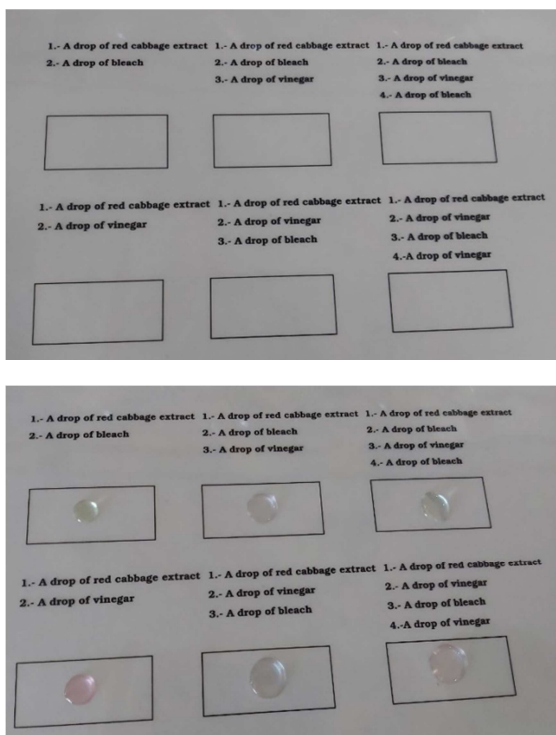 1.- A drop of red cabbage extract
2.- A drop of bleach
1.- A drop of red cabbage extract
2.- A drop of bleach
3.- A drop of vinegar
1.- A drop of red cabbage extract
2.- A drop of bleach
3.- A drop of vinegar
4.- A drop of bleach
1.- A drop of red cabbage extract
2.- A drop of vinegar
1.- A drop of red cabbage extract
2.- A drop of vinegar
3.- A drop of bleach
1.- A drop of red cabbage extract
2.- A drop of vinegar
3.- A drop of bleach
4.-A drop of vinegar
1.- A drop of red cabbage extract
2.- A drop of bleach
1.- A drop of red cabbage extract
2.- A drop of bleach
3.- A drop of vinegar
1.- A drop of red cabbage extract
2.- A drop of bleach
3.- A drop of vinegar
4.- A drop of bleach
1.- A drop of red cabbage extract
2.- A drop of vinegar
1.- A drop of red cabbage extract
2.- A drop of vinegar
3.- A drop of bleach
1.- A drop of red cabbage extract
2.- A drop of vinegar
3.- A drop of bleach
4.-A drop of vinegar